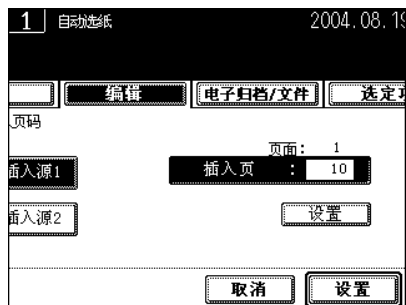 1 自动选纸 2004.08.19
编辑 电子归档/文件 选定项
入页码
页面: 1
插入源1 插入页 : 10
插入源2 设置
取消 设置